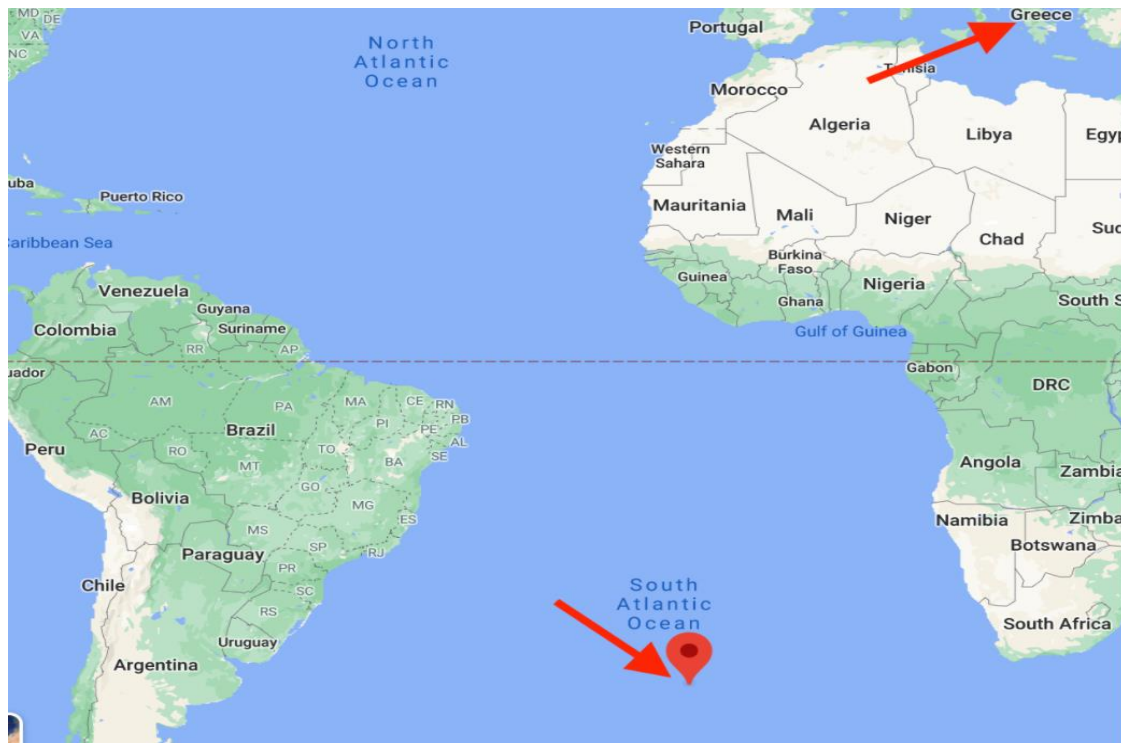 MD
DE
VA
NC
North
Atlantic
Ocean
Portugal
Greece
Tunisia
Morocco
Algeria
Libya
Egyp
Western
Sahara
Mauritania
Mali
Niger
Chad
Suc
uba
Puerto Rico
Caribbean Sea
Burkina
Faso
Guinea
Ghana
Nigeria
South S
Venezuela
Guyana
Suriname
Colombia
Gulf of Guinea
RR
AP
uador
Gabon
DRC
AM
PA
MA
CE
RN
PB
PI
PE
AL
AC
RO
Brazil
TO
SE
Peru
MT
BA
Angola
Zambia
GO
Bolivia
MG
ES
MS
Namibia
Zimba
SP
RJ
Botswana
Paraguay
PR
Chile
SC
South
Atlantic
Ocean
RS
South Africa
Uruguay
Argentina